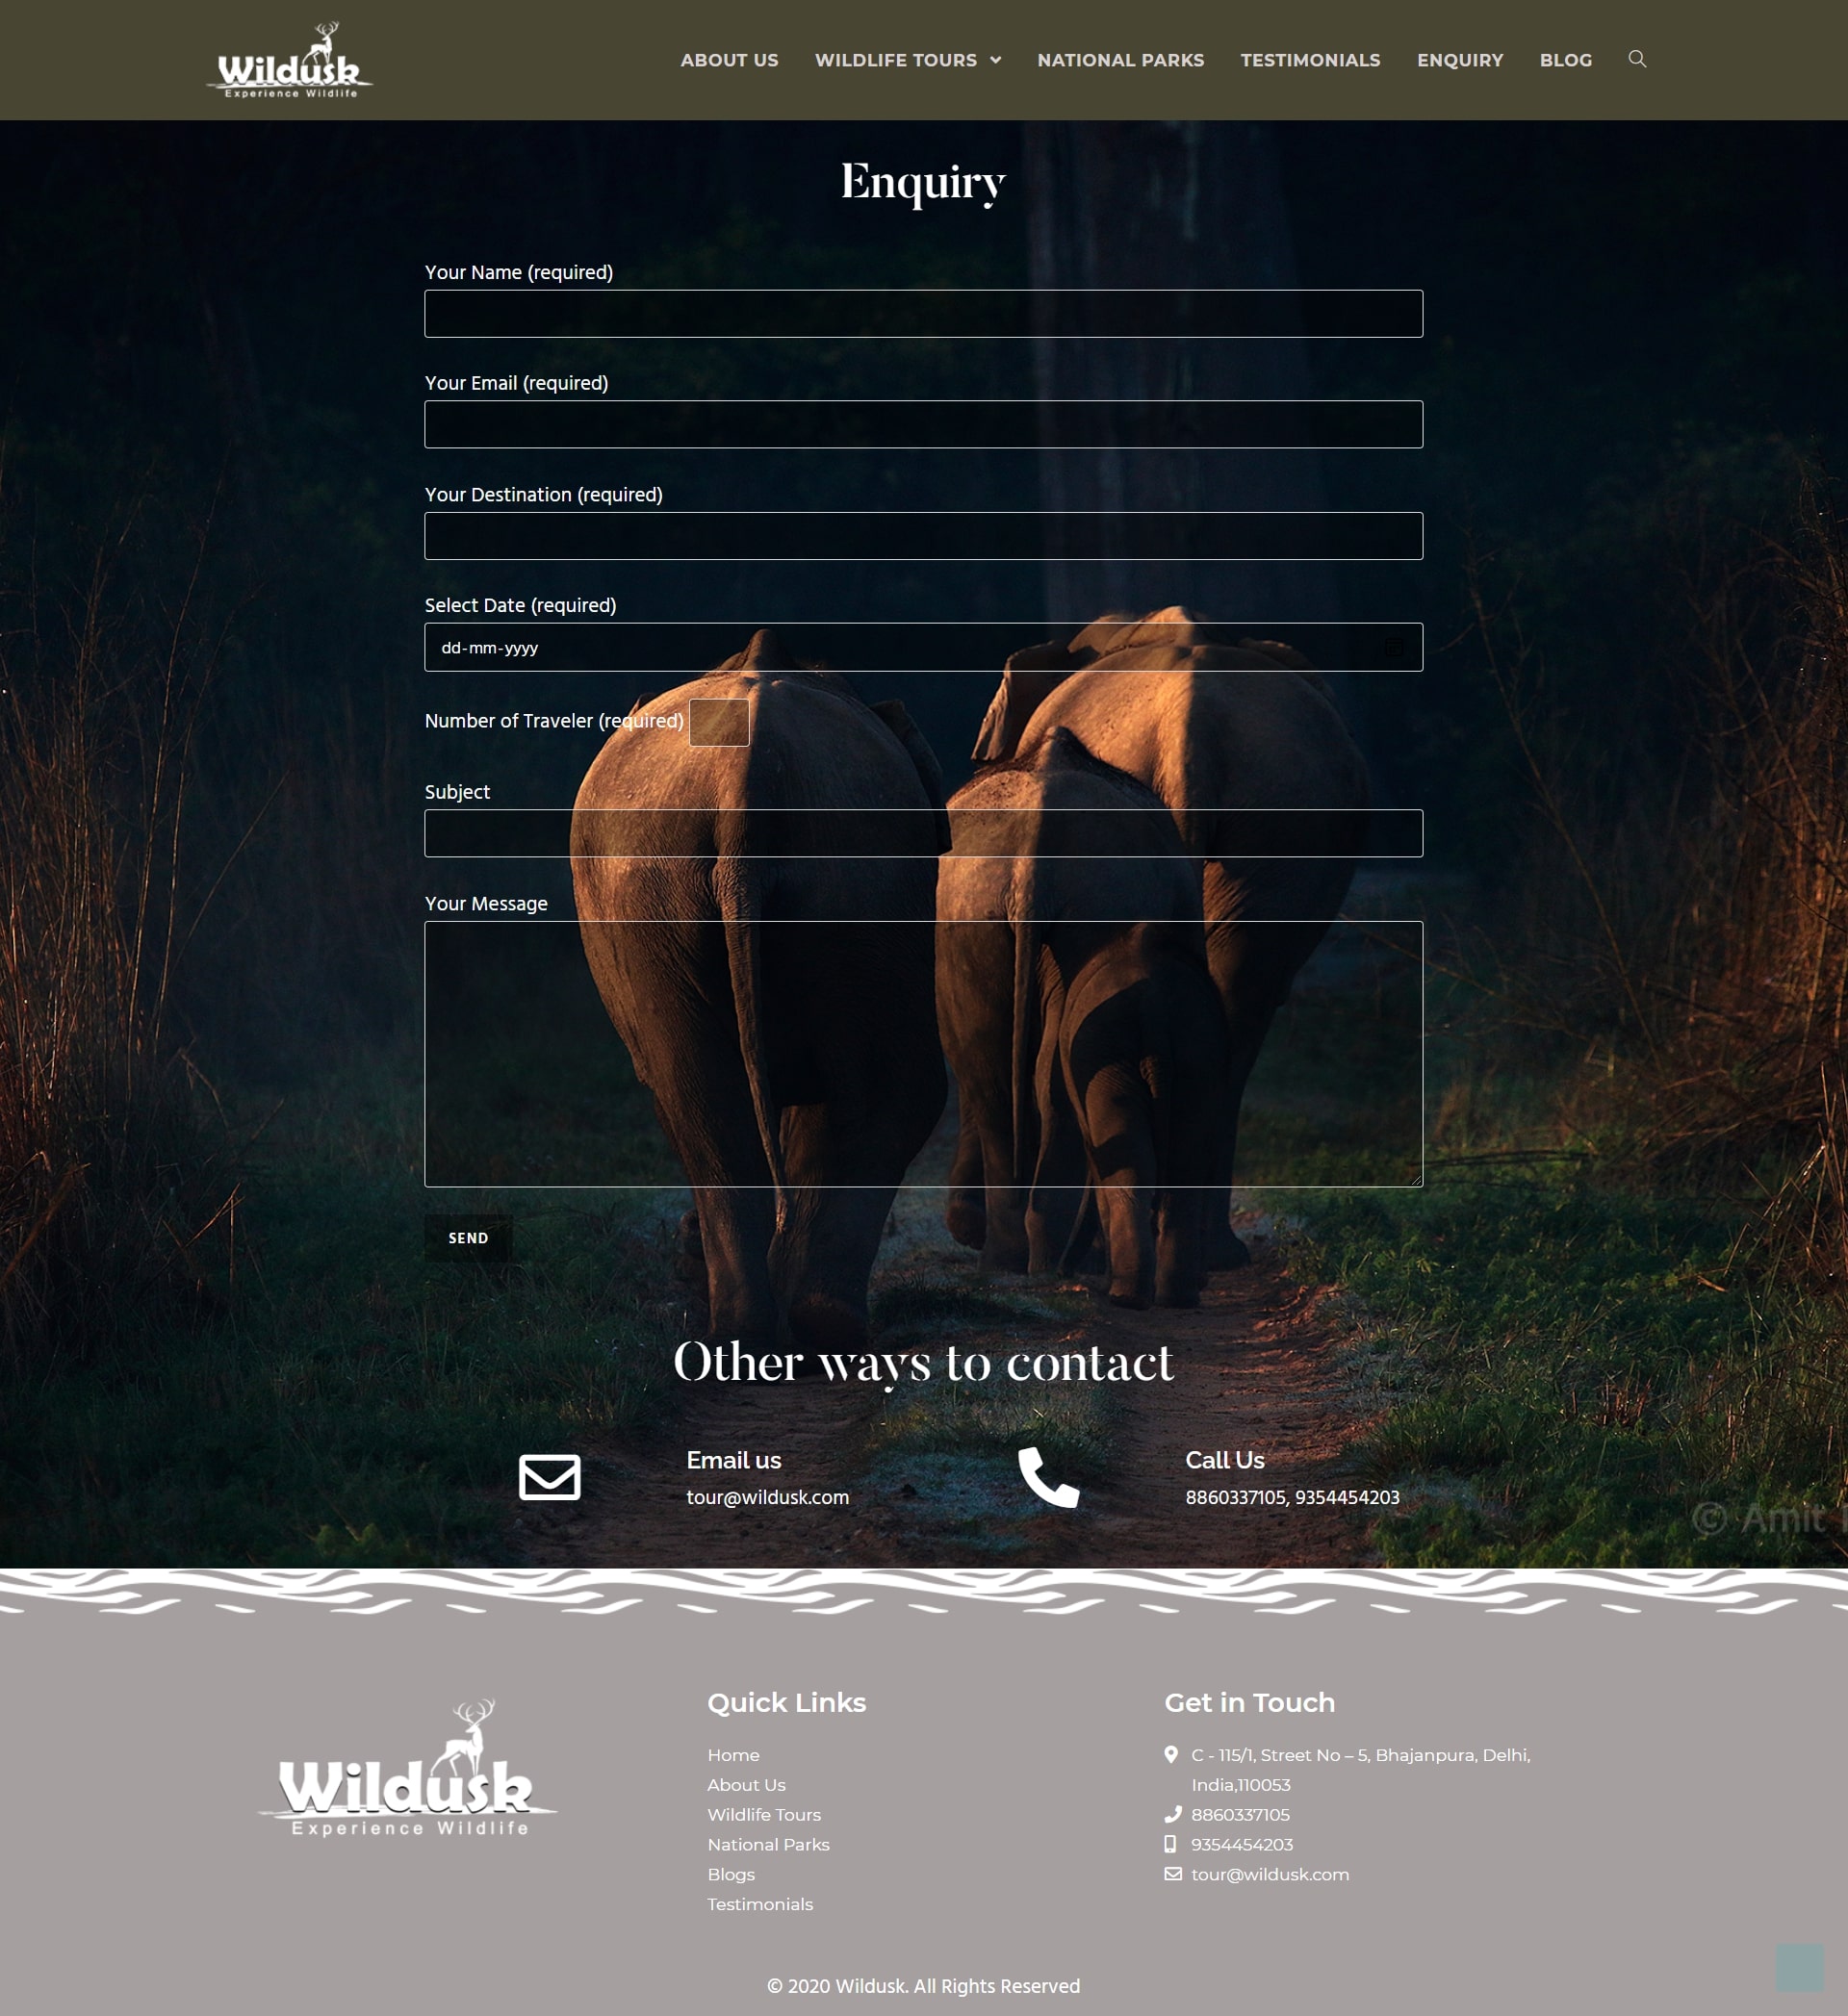 Wildusk
Experience Wildlife
ABOUT US
WILDLIFE TOURS
NATIONAL PARKS
TESTIMONIALS
ENQUIRY
BLOG
Enquiry
Your Name (required)
Your Email (required)
Your Destination (required)
Select Date (required)
dd-mm-yyyy
Number of Traveler (required)
Subject
Your Message
SEND
Other ways to contact
Email us
tour@wildusk.com
Call Us
8860337105, 9354454203
© Amit
Wildusk
Experience Wildlife
Quick Links
Home
About Us
Wildlife Tours
National Parks
Blogs
Testimonials
Get in Touch
C - 115/1, Street No – 5, Bhajanpura, Delhi,
India,110053
8860337105
9354454203
tour@wildusk.com
© 2020 Wildusk. All Rights Reserved